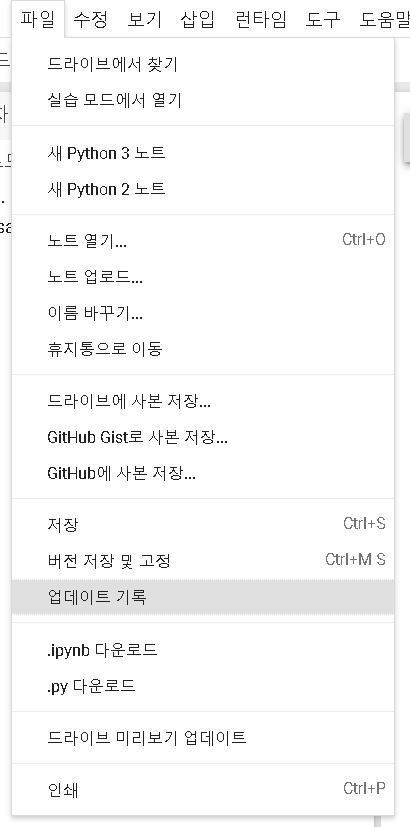 파일 수정 보기 삽입 런타임 도구 도움말
드라이브에서 찾기
실습 모드에서 열기
새 Python 3 노트
새 Python 2 노트
노트 열기... Ctrl+O
노트 업로드...
이름 바꾸기...
휴지통으로 이동
드라이브에 사본 저장...
GitHub Gist로 사본 저장...
GitHub에 사본 저장...
저장 Ctrl+S
버전 저장 및 고정 Ctrl+M S
업데이트 기록
.ipynb 다운로드
.py 다운로드
드라이브 미리보기 업데이트
인쇄 Ctrl+P